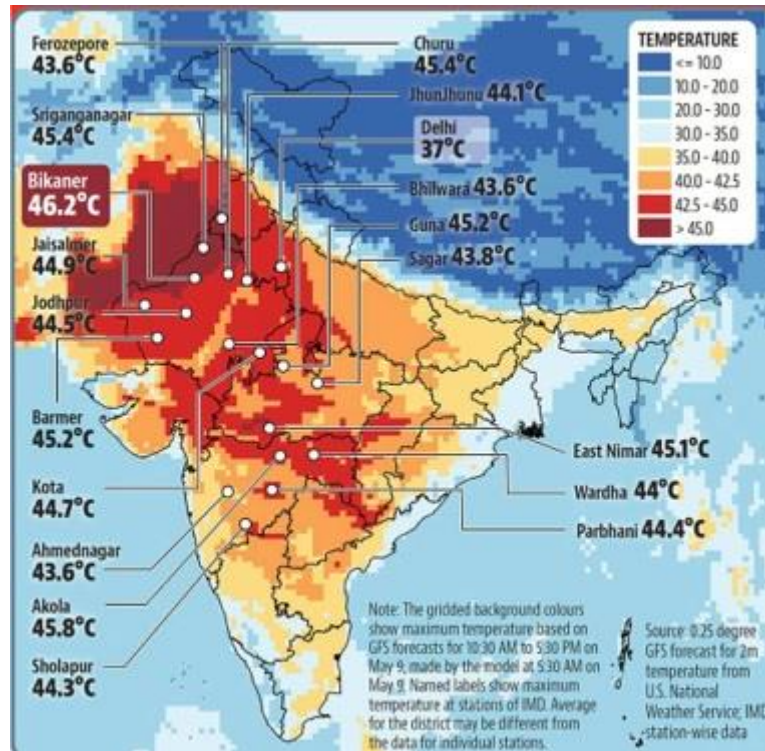 Ferozepore
43.6°C
Sriganganagar
45.4°C
Bikaner
46.2°C
Jaisalmer
44.9°C
Jodhpur
44.5°C
Barmer
45.2°C
Kota
44.7°C
Ahmednagar
43.6°C
Akola
45.8°C
Sholapur
44.3°C
Churu
45.4°C
JhunJhunu 44.1°C
Delhi
37°C
Bhilwara 43.6°C
Guna 45.2°C
Sagar 43.8°C
TEMPERATURE
<= 10.0
10.0 - 20.0
20.0 - 30.0
30.0 - 35.0
35.0 - 40.0
40.0 - 42.5
42.5 - 45.0
> 45.0
East Nimar 45.1°C
Wardha 44°C
Parbhani 44.4°C
Note: The gridded background colours
show maximum temperature based on
GFS forecasts for 10:30 AM to 5:30 PM on
May 9, made by the model at 5:30 AM on
May 9. Named labels show maximum
temperature at stations of IMD. Average
for the district may be different from
the data for individual stations.
Source: 0.25 degree
GFS forecast for 2m
temperature from
U.S. National
Weather Service; IMD
station-wise data